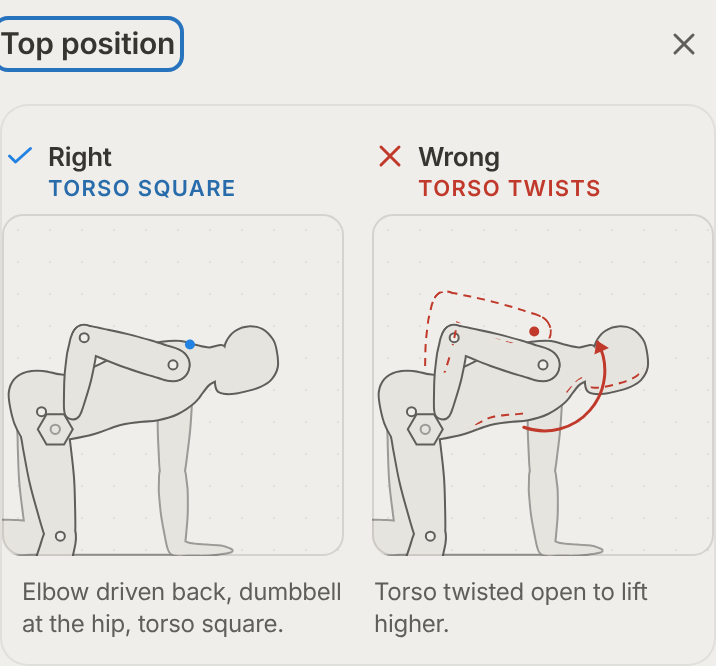 Top position
Right
TORSO SQUARE
Wrong
TORSO TWISTS
Elbow driven back, dumbbell
at the hip, torso square.
Torso twisted open to lift
higher.